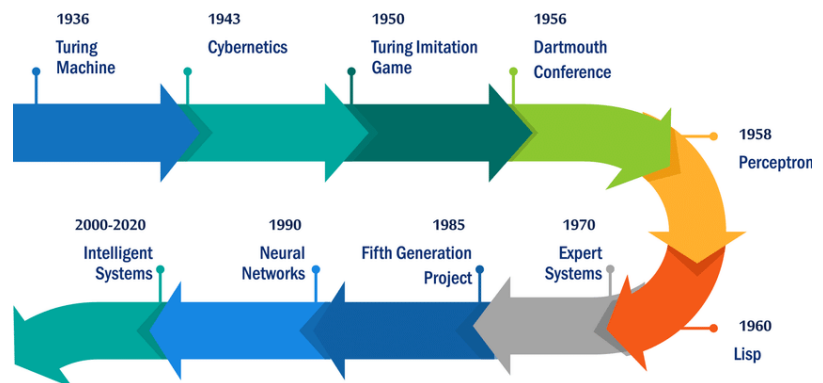 1936
Turing
Machine
1943
Cybernetics
1950
Turing Imitation
Game
1956
Dartmouth
Conference
1958
Perceptron
1960
Lisp
1970
Expert
Systems
1985
Fifth Generation
Project
1990
Neural
Networks
2000-2020
Intelligent
Systems